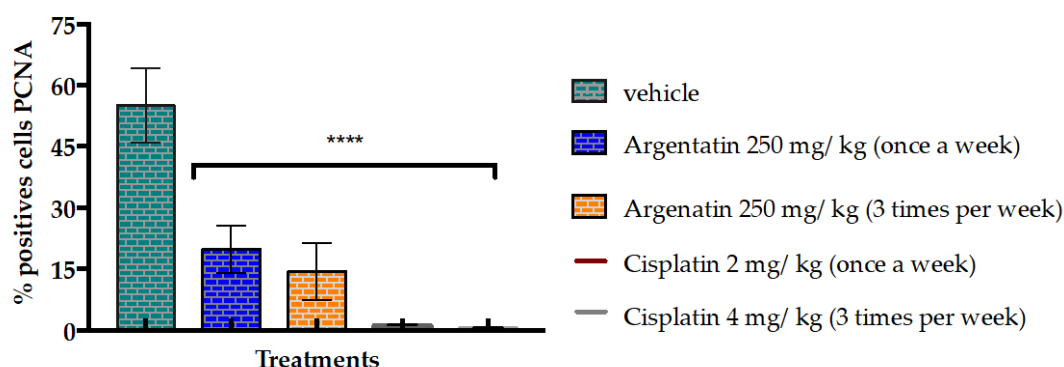 % positives cells PCNA
75
60
45
30
15
0
****
Treatments
vehicle
Argentatin 250 mg/ kg (once a week)
Argenatin 250 mg/ kg (3 times per week)
Cisplatin 2 mg/ kg (once a week)
Cisplatin 4 mg/ kg (3 times per week)